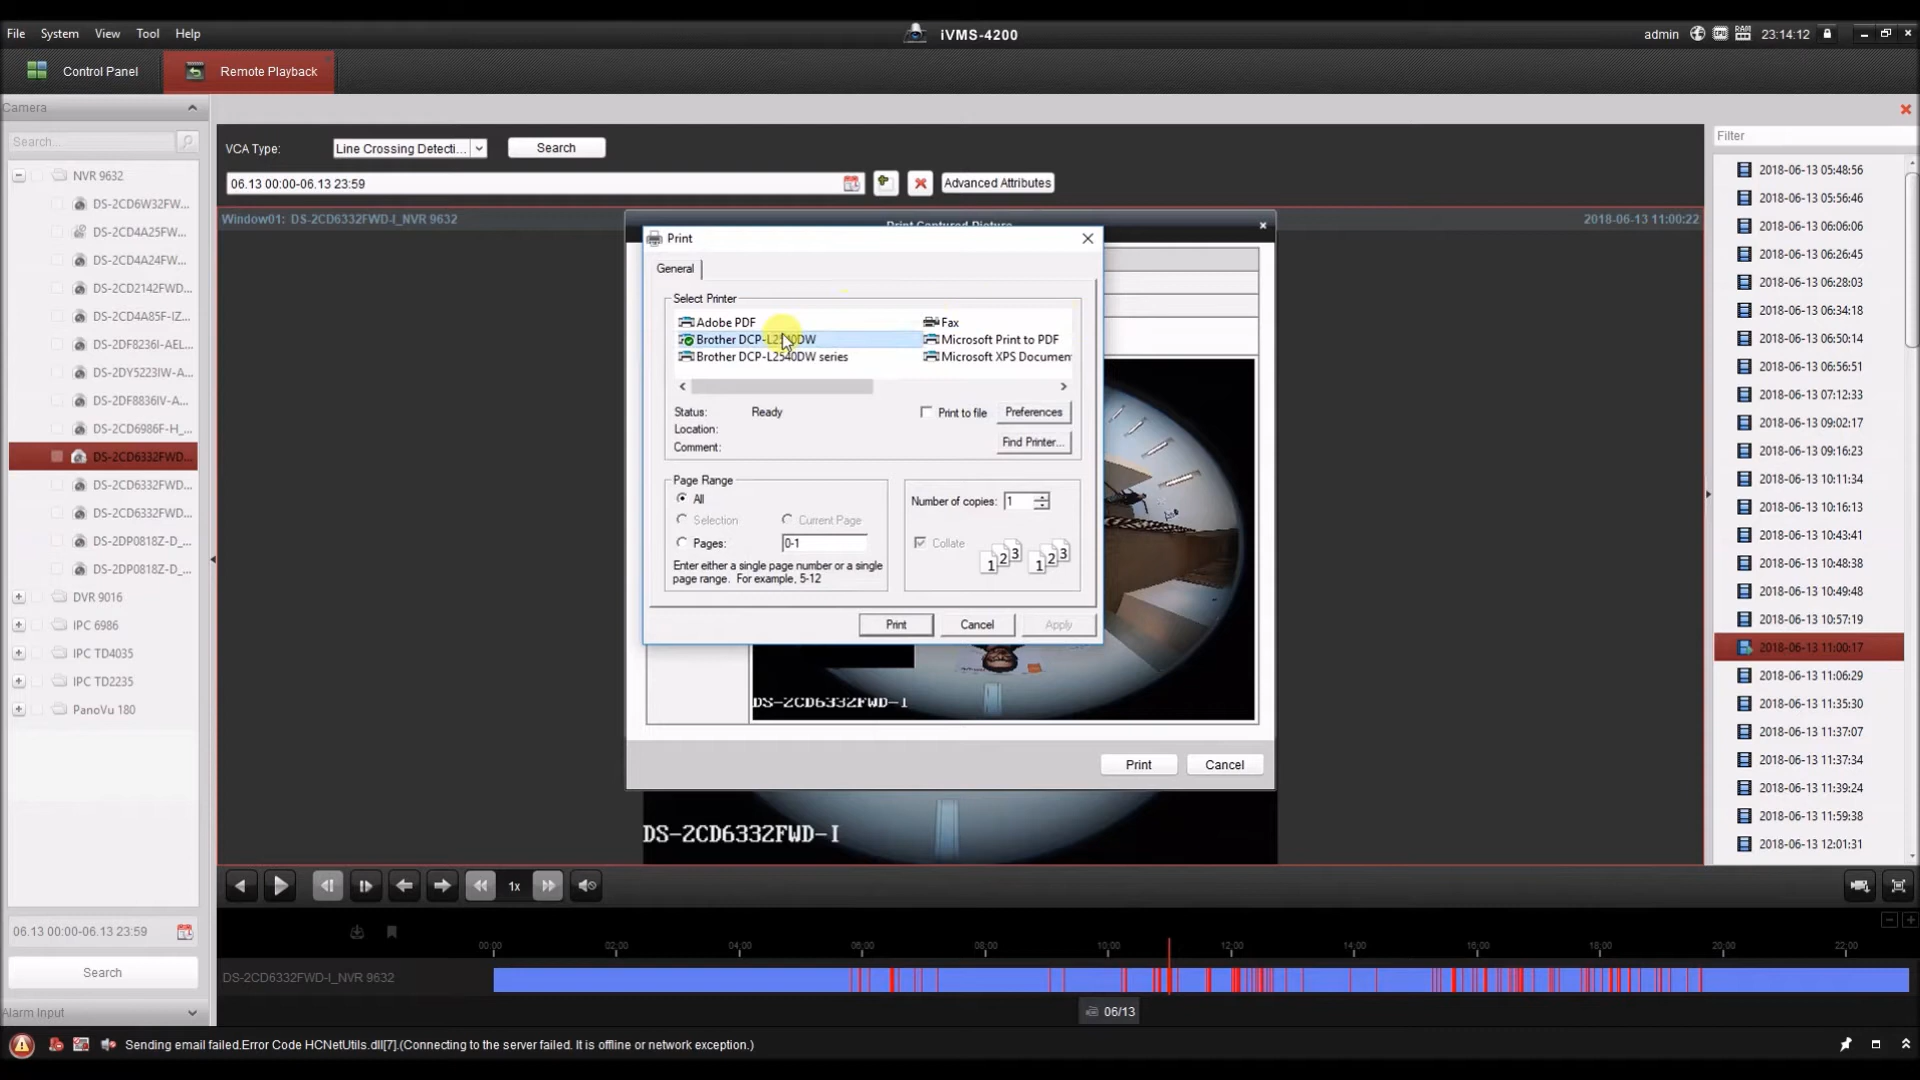 File System View Tool Help
iVMS-4200
admin 23:14:12
Control Panel
Remote Playback
Camera
Search...
NVR 9632
DS-2CD6W32FW...
DS-2CD4A25FW...
DS-2CD4A24FW...
DS-2CD2142FWD...
DS-2CD4A85F-IZ...
DS-2DF8236I-AEL...
DS-2DY5223IW-A...
DS-2DF8836IV-A...
DS-2CD6986F-H_...
DS-2CD6332FWD...
DS-2CD6332FWD...
DS-2CD6332FWD...
DS-2DP0818Z-D_...
DS-2DP0818Z-D_...
DVR 9016
IPC 6986
IPC TD4035
IPC TD2235
PanoVu 180
06.13 00:00-06.13 23:59
Search
Alarm Input
VCA Type: Line Crossing Detecti... Search
06.13 00:00-06.13 23:59 Advanced Attributes
Window01: DS-2CD6332FWD-I_NVR 9632
2018-06-13 11:00:22
Print Captured Picture
Print
General
Select Printer
Adobe PDF
Brother DCP-L2540DW
Brother DCP-L2540DW series
Fax
Microsoft Print to PDF
Microsoft XPS Documen
Status: Ready
Location:
Comment:
Print to file
Preferences
Find Printer...
Page Range
All
Selection
Current Page
Pages: 0-1
Enter either a single page number or a single
page range. For example, 5-12
Number of copies: 1
Collate
1 2 3 1 2 3
Print Cancel Apply
DS-2CD6332FWD-I
Print Cancel
DS-2CD6332FWD-I
Filter
2018-06-13 05:48:56
2018-06-13 05:56:46
2018-06-13 06:06:06
2018-06-13 06:26:45
2018-06-13 06:28:03
2018-06-13 06:34:18
2018-06-13 06:50:14
2018-06-13 06:56:51
2018-06-13 07:12:33
2018-06-13 09:02:17
2018-06-13 09:16:23
2018-06-13 10:11:34
2018-06-13 10:16:13
2018-06-13 10:43:41
2018-06-13 10:48:38
2018-06-13 10:49:48
2018-06-13 10:57:19
2018-06-13 11:00:17
2018-06-13 11:06:29
2018-06-13 11:35:30
2018-06-13 11:37:07
2018-06-13 11:37:34
2018-06-13 11:39:24
2018-06-13 11:59:38
2018-06-13 12:01:31
1x
00:00 02:00 04:00 06:00 08:00 10:00 12:00 14:00 16:00 18:00 20:00 22:00
DS-2CD6332FWD-I_NVR 9632
06/13
Sending email failed.Error Code HCNetUtils.dll[7].(Connecting to the server failed. It is offline or network exception.)